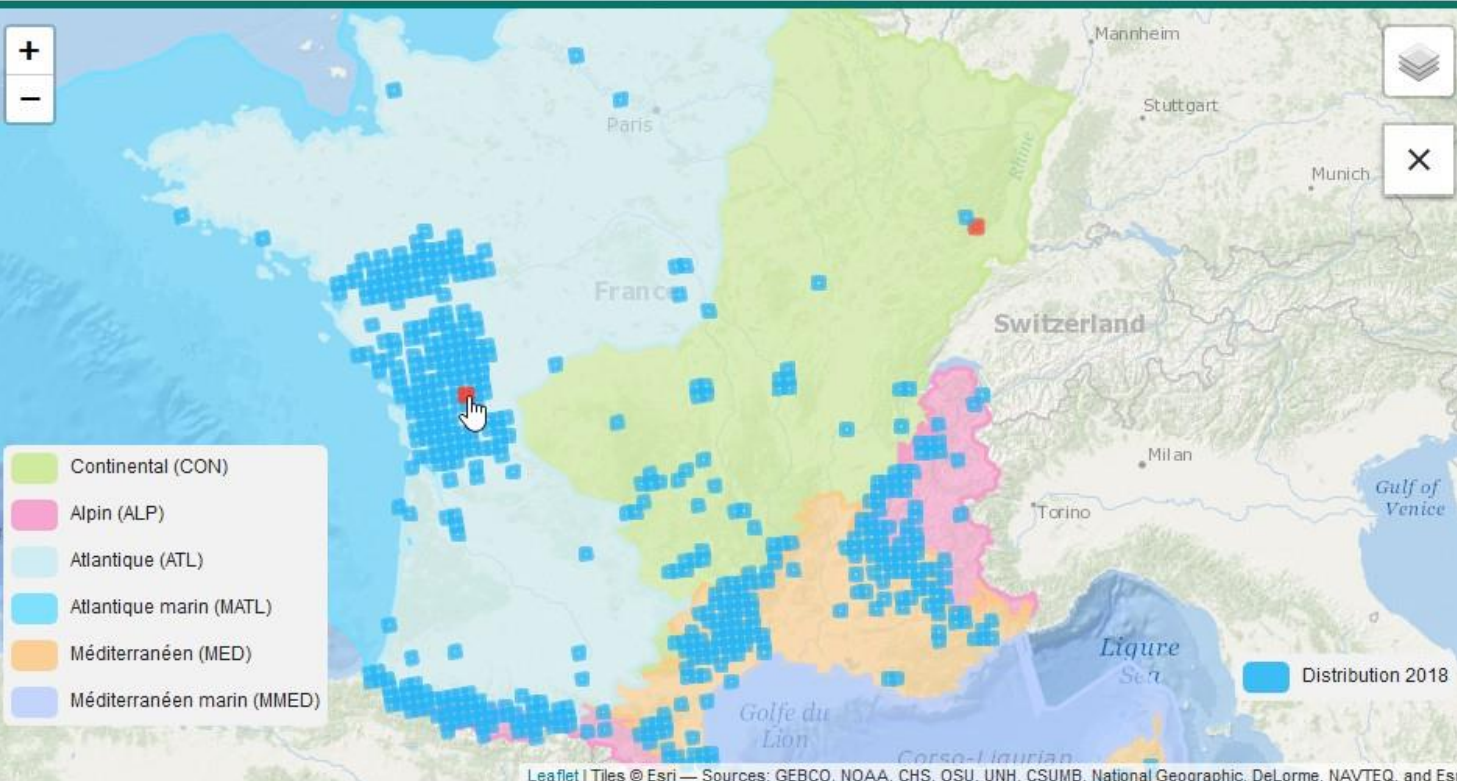 +
−
Mannheim
Stuttgart
Paris
Rhine
Munich
France
Switzerland
Milan
Gulf of
Venice
Torino
Continental (CON)
Alpin (ALP)
Atlantique (ATL)
Atlantique marin (MATL)
Méditerranéen (MED)
Méditerranéen marin (MMED)
Ligure
Sea
Distribution 2018
Golfe du
Lion
Corso-Ligurian
Leaflet | Tiles © Esri — Sources: GEBCO, NOAA, CHS, OSU, UNH, CSUMB, National Geographic, DeLorme, NAVTEQ, and Esri